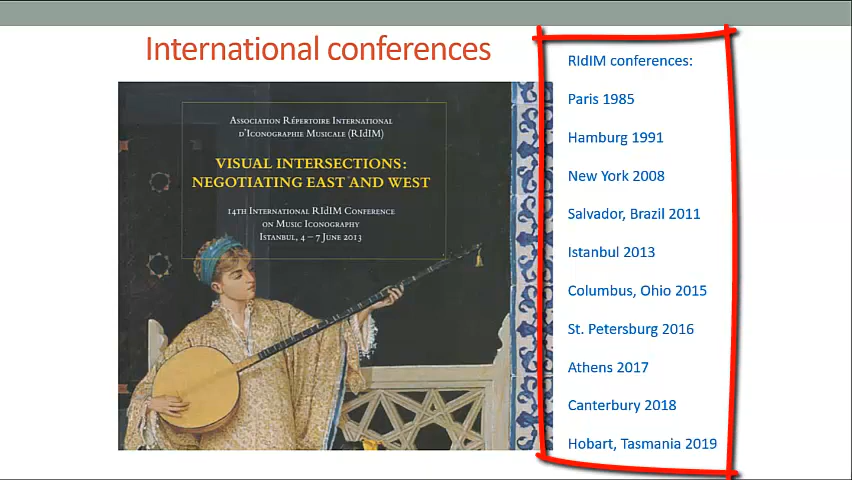 International conferences
ASSOCIATION RÉPERTOIRE INTERNATIONAL
D'ICONOGRAPHIE MUSICALE (RIdIM)
VISUAL INTERSECTIONS:
NEGOTIATING EAST AND WEST
14TH INTERNATIONAL RIdIM CONFERENCE
ON MUSIC ICONOGRAPHY
ISTANBUL, 4 – 7 JUNE 2013
RIdIM conferences:
Paris 1985
Hamburg 1991
New York 2008
Salvador, Brazil 2011
Istanbul 2013
Columbus, Ohio 2015
St. Petersburg 2016
Athens 2017
Canterbury 2018
Hobart, Tasmania 2019